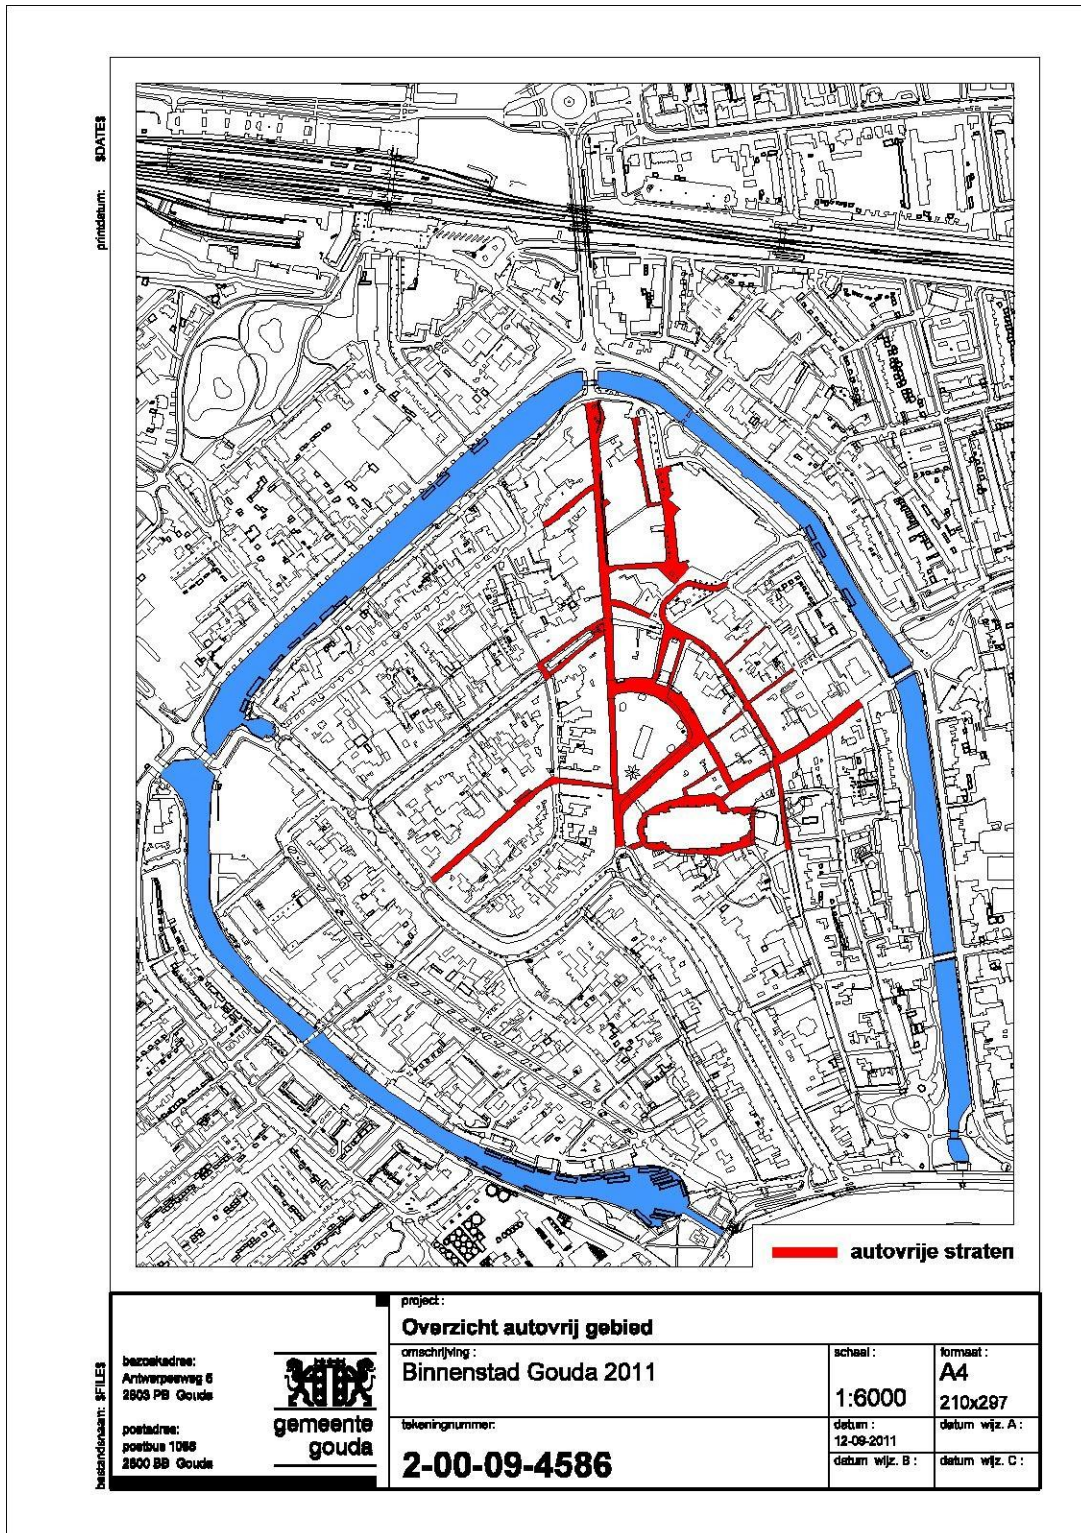 printdatum: $DATE$
autovrije straten
bestandsnaam: $FILE$
bezoekadres:
Antwerpseweg 5
2803 PB Gouda
postadres:
postbus 1086
2800 BB Gouda
gemeente
gouda
project :
Overzicht autovrij gebied
omschrijving :
Binnenstad Gouda 2011
schaal :
1:6000
formaat :
A4
210x297
tekeningnummer:
2-00-09-4586
datum :
12-09-2011
datum wijz. A :
datum wijz. B :
datum wijz. C :